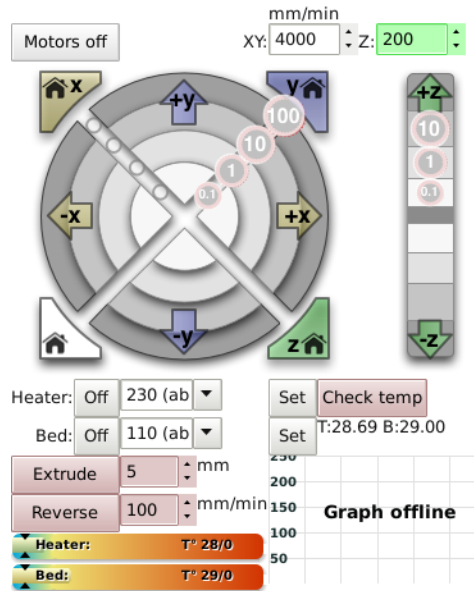 mm/min
Motors off XY: 4000 Z: 200
x y +z
+y 100 10
10 1
1 0.1
0.1
-x +x
-y
z -z
Heater: Off 230 (ab Set Check temp
Bed: Off 110 (ab Set T:28.69 B:29.00
Extrude 5 mm 250
200
Reverse 100 mm/min 150 Graph offline
100
Heater: T° 28/0
50
Bed: T° 29/0